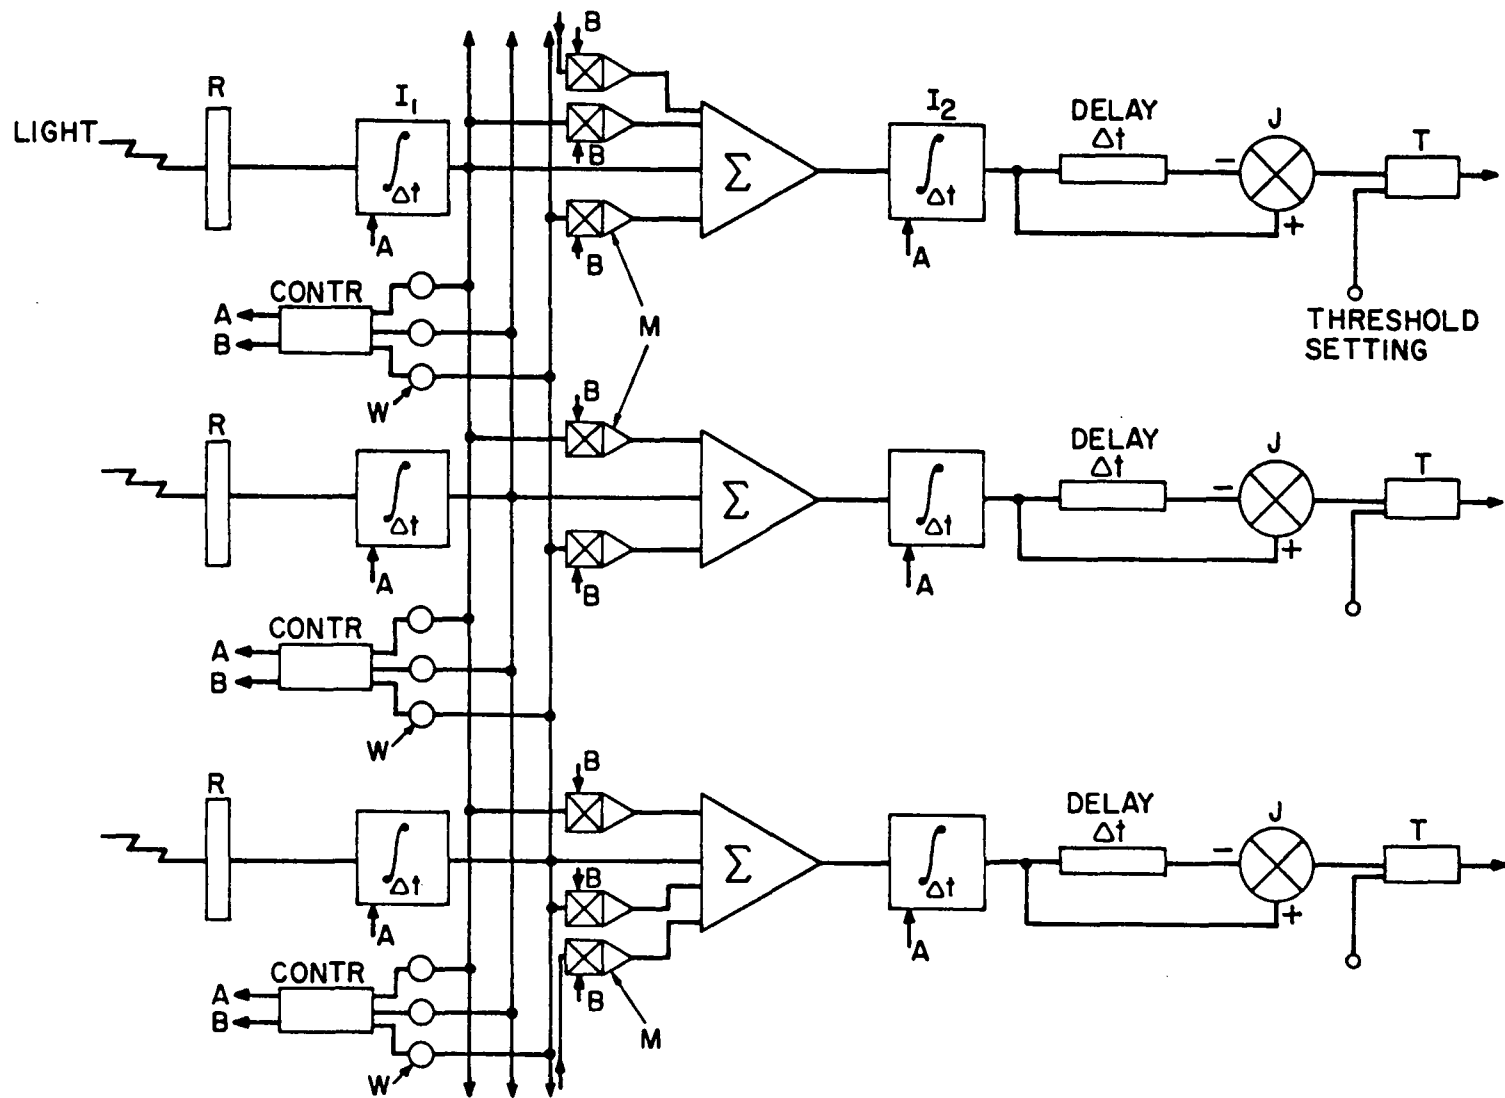 B
R
I₁
I₂
DELAY
Δt
J
T
LIGHT
∫Δt
B
Σ
∫Δt
−
+
A
B
A
CONTR
A
B
M
THRESHOLD
SETTING
W
B
R
DELAY
Δt
J
T
∫Δt
Σ
∫Δt
−
+
A
B
A
CONTR
A
B
W
B
R
DELAY
Δt
J
T
∫Δt
B
Σ
∫Δt
−
+
A
A
CONTR
A
B
B
M
W